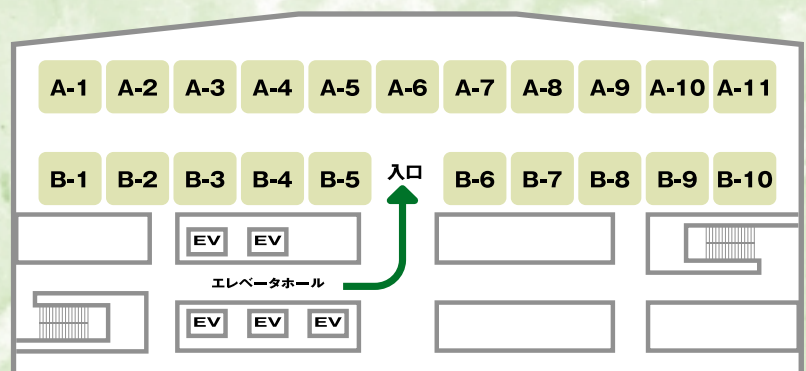 A-1 A-2 A-3 A-4 A-5 A-6 A-7 A-8 A-9 A-10 A-11
B-1 B-2 B-3 B-4 B-5 入口 B-6 B-7 B-8 B-9 B-10
EV EV
エレベータホール
EV EV EV